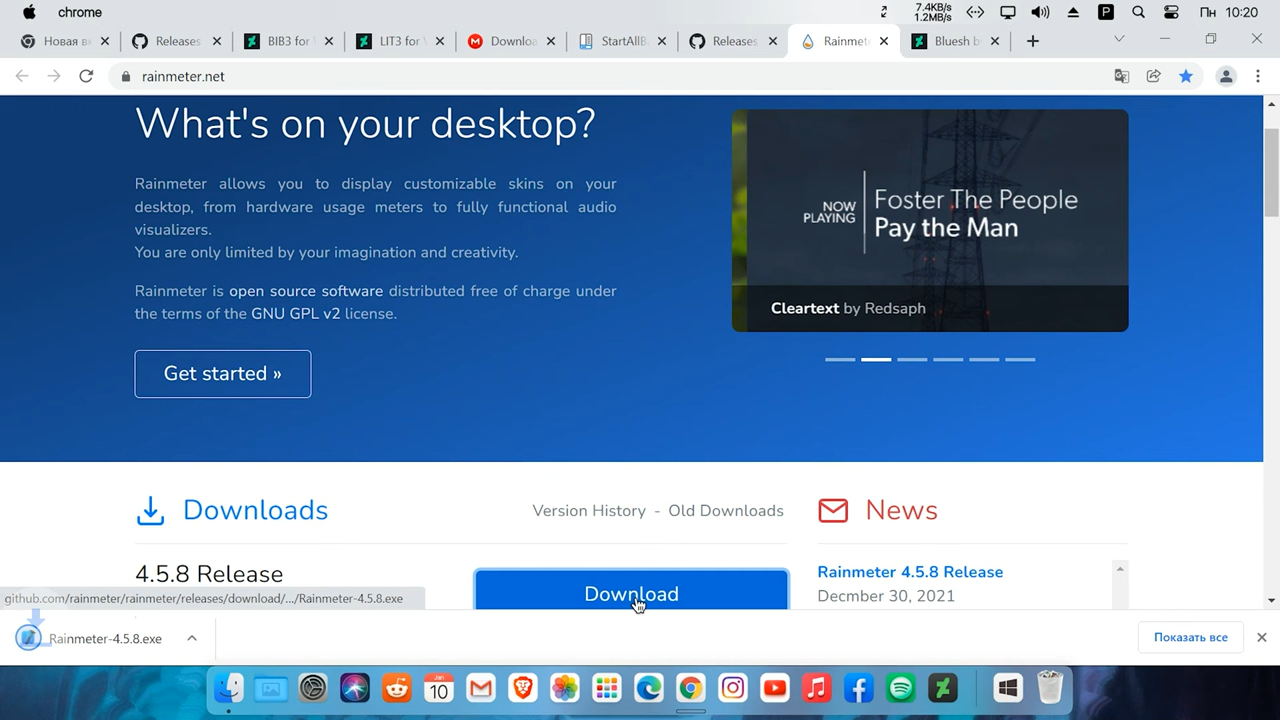 chrome
7.4KB/s
1.2MB/s
P
Пн 10:20
Новая вк
Releases
BIB3 for
LIT3 for V
Downloa
StartAllB
Releases
Rainmet
Bluesh b
rainmeter.net
What's on your desktop?
Rainmeter allows you to display customizable skins on your
desktop, from hardware usage meters to fully functional audio
visualizers.
You are only limited by your imagination and creativity.
Rainmeter is open source software distributed free of charge under
the terms of the GNU GPL v2 license.
Get started »
NOW
PLAYING
Foster The People
Pay the Man
Cleartext by Redsaph
Downloads
Version History - Old Downloads
News
4.5.8 Release
Download
Rainmeter 4.5.8 Release
Decmber 30, 2021
github.com/rainmeter/rainmeter/releases/download/.../Rainmeter-4.5.8.exe
Rainmeter-4.5.8.exe
Показать все
Jan
10